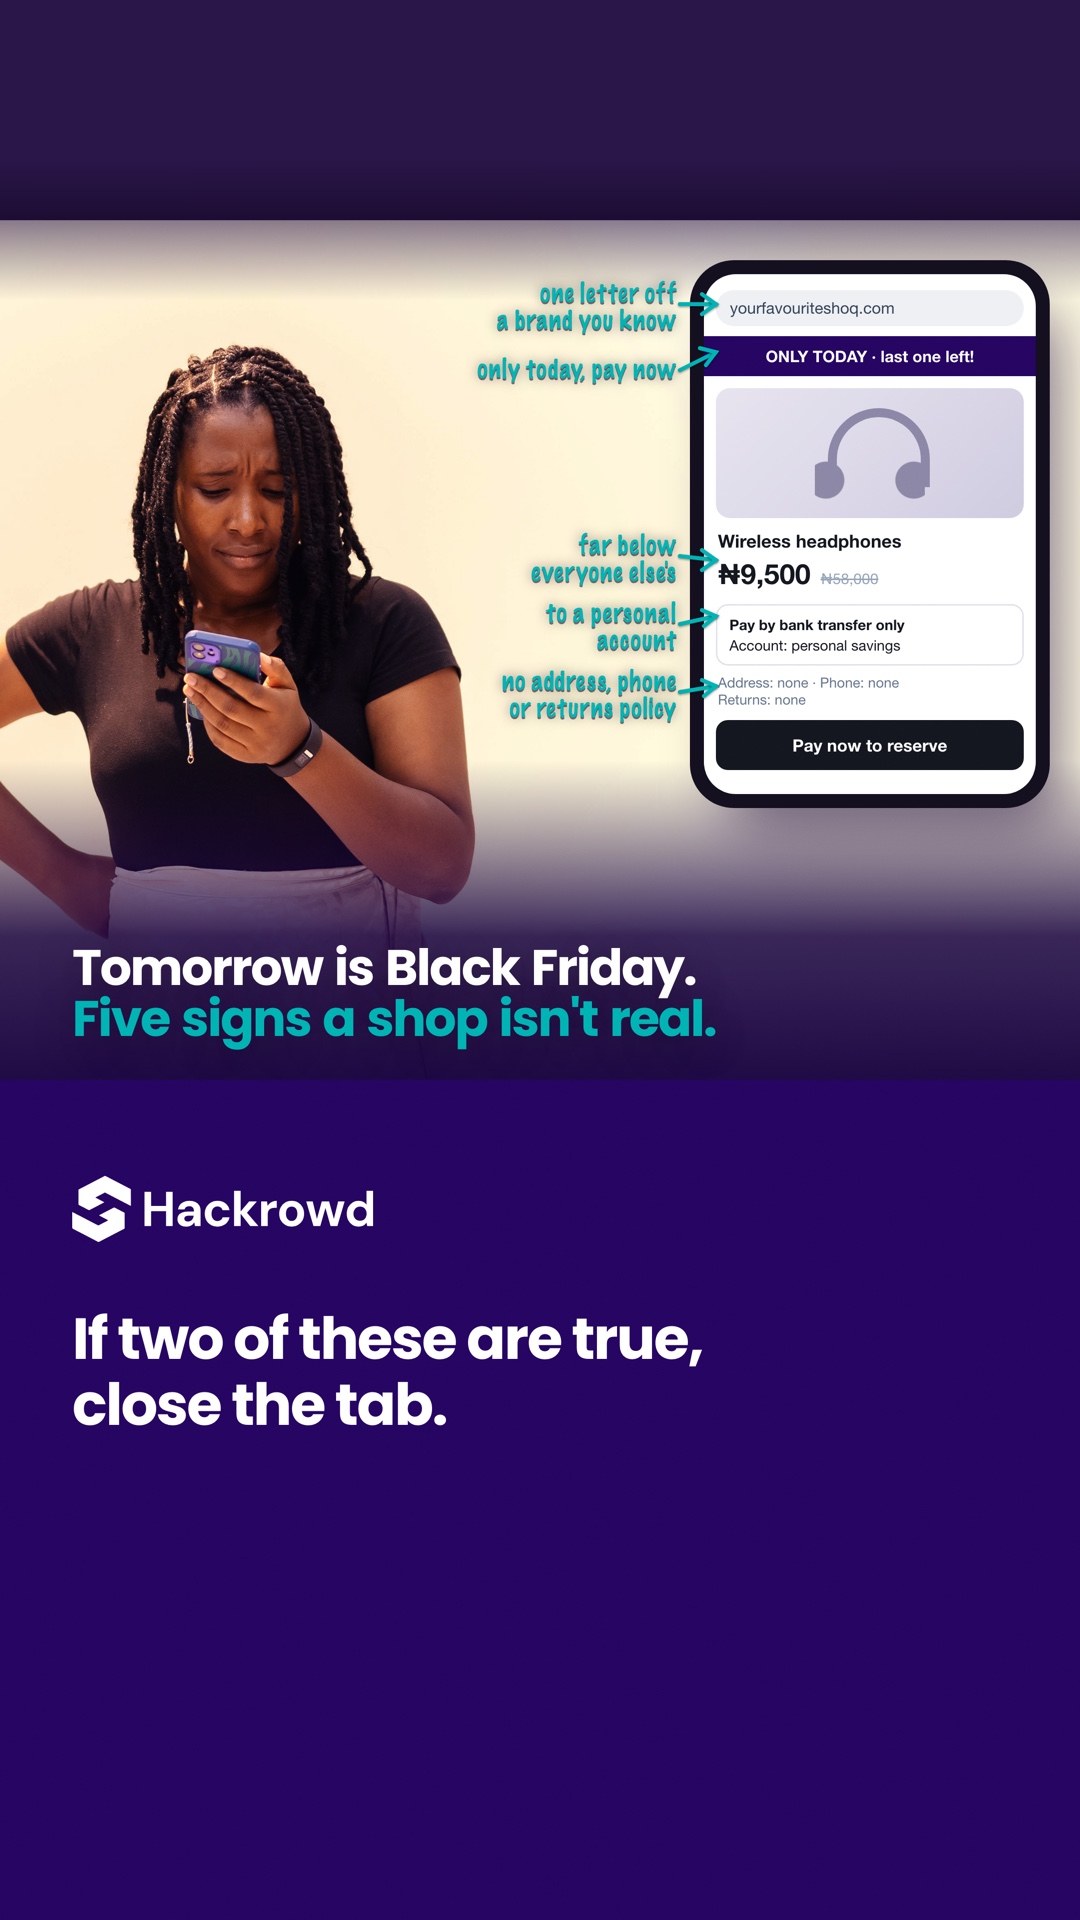 one letter off
a brand you know
only today, pay now
far below
everyone else's
to a personal
account
no address, phone
or returns policy
yourfavouriteshoq.com
ONLY TODAY · last one left!
Wireless headphones
₦9,500 ₦58,000
Pay by bank transfer only
Account: personal savings
Address: none · Phone: none
Returns: none
Pay now to reserve
Tomorrow is Black Friday.
Five signs a shop isn't real.
Hackrowd
If two of these are true,
close the tab.